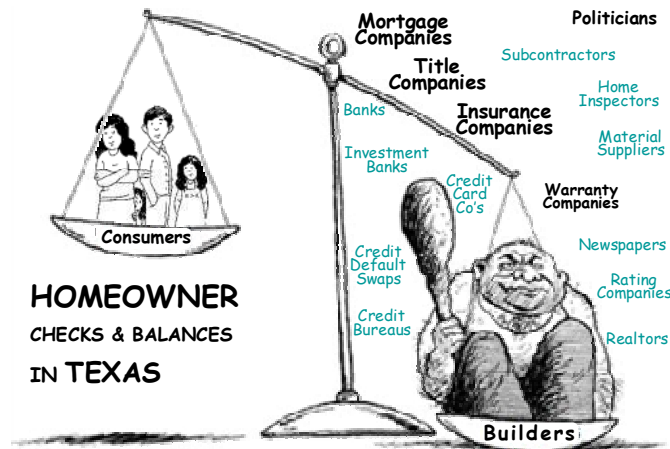 Mortgage
Companies
Politicians
Subcontractors
Title
Companies
Home
Inspectors
Banks
Insurance
Companies
Material
Suppliers
Investment
Banks
Credit
Card
Co's
Warranty
Companies
Consumers
Newspapers
Credit
Default
Swaps
Rating
Companies
HOMEOWNER
CHECKS & BALANCES
IN TEXAS
Credit
Bureaus
Realtors
Builders